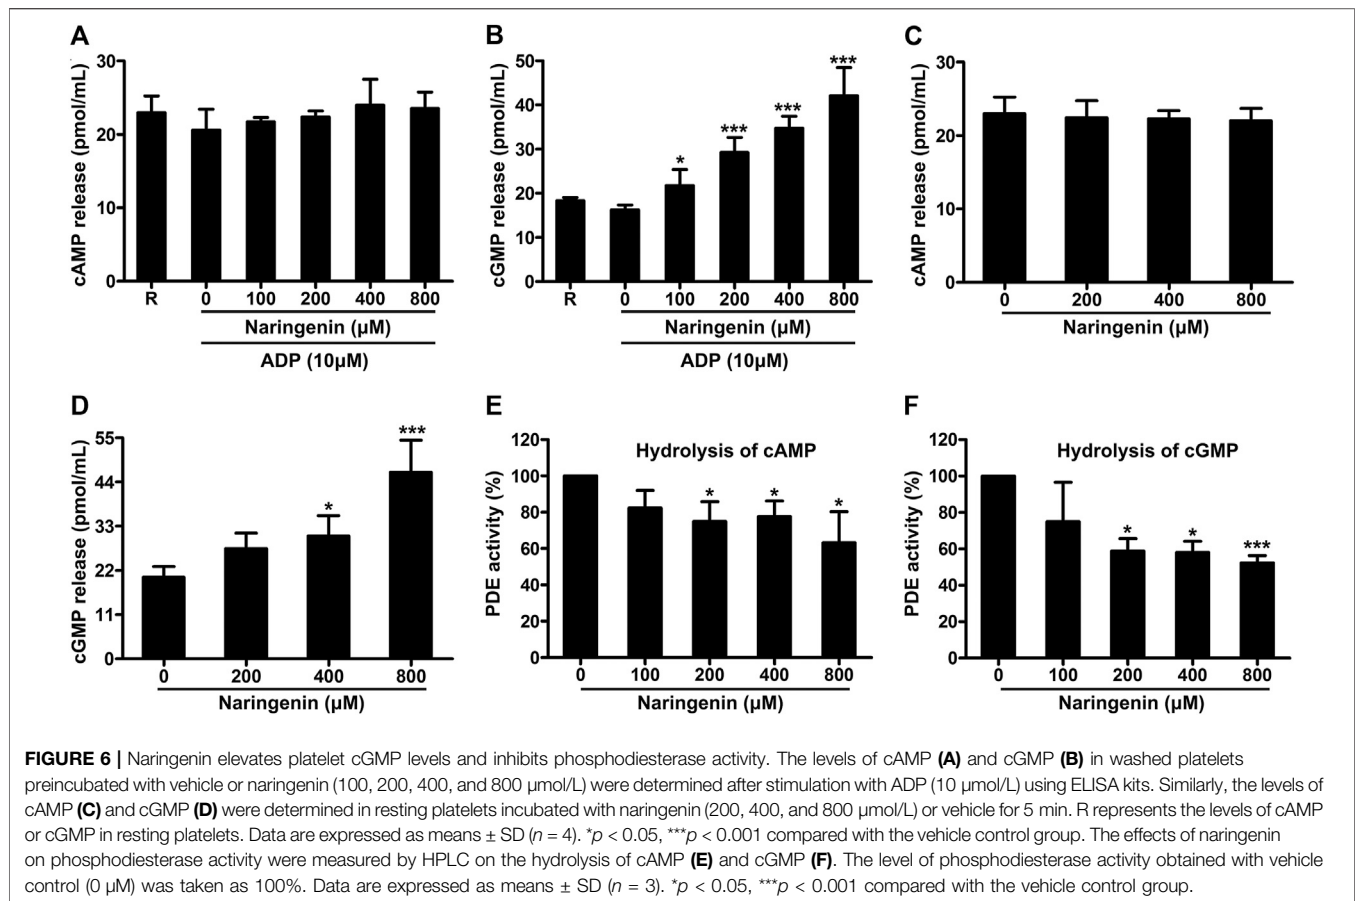 A
cAMP release (pmol/mL)
30
20
10
0
R 0 100 200 400 800
Naringenin (µM)
ADP (10µM)
B
cGMP release (pmol/mL)
50
40
30
20
10
0
* *** *** ***
R 0 100 200 400 800
Naringenin (µM)
ADP (10µM)
C
cAMP release (pmol/mL)
30
20
10
0
0 200 400 800
Naringenin (µM)
D
cGMP release (pmol/mL)
55
44
33
22
11
0
* ***
0 200 400 800
Naringenin (µM)
E
Hydrolysis of cAMP
PDE activity (%)
120
100
80
60
40
20
0
* * *
0 100 200 400 800
Naringenin (µM)
F
Hydrolysis of cGMP
PDE activity (%)
120
100
80
60
40
20
0
* * ***
0 100 200 400 800
Naringenin (µM)
FIGURE 6 | Naringenin elevates platelet cGMP levels and inhibits phosphodiesterase activity. The levels of cAMP (A) and cGMP (B) in washed platelets
preincubated with vehicle or naringenin (100, 200, 400, and 800 µmol/L) were determined after stimulation with ADP (10 µmol/L) using ELISA kits. Similarly, the levels of
cAMP (C) and cGMP (D) were determined in resting platelets incubated with naringenin (200, 400, and 800 µmol/L) or vehicle for 5 min. R represents the levels of cAMP
or cGMP in resting platelets. Data are expressed as means ± SD (n = 4). *p < 0.05, ***p < 0.001 compared with the vehicle control group. The effects of naringenin
on phosphodiesterase activity were measured by HPLC on the hydrolysis of cAMP (E) and cGMP (F). The level of phosphodiesterase activity obtained with vehicle
control (0 µM) was taken as 100%. Data are expressed as means ± SD (n = 3). *p < 0.05, ***p < 0.001 compared with the vehicle control group.